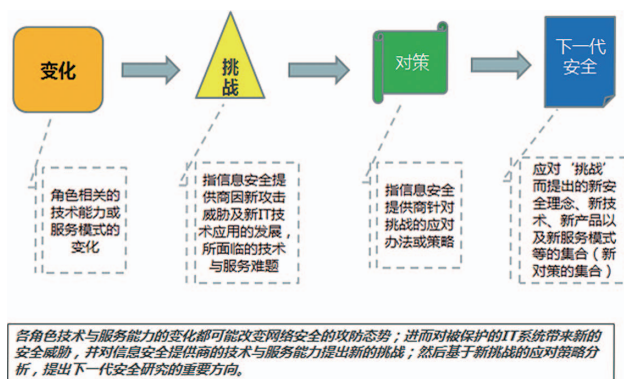 变化
挑
战
对策
下一代
安全
角色相关的
技术能力或
服务模式的
变化
指信息安全提
供商因新攻击
威胁及新IT技
术应用的发展，
所面临的技术
与服务难题
指信息安全
提供商针对
挑战的应对
办法或策略
应对‘挑战’
而提出的新安
全理念、新技
术、新产品以
及新服务模式
等的集合（新
对策的集合）
各角色技术与服务能力的变化都可能改变网络安全的攻防态势；进而对被保护的IT系统带来新的
安全威胁，并对信息安全提供商的技术与服务能力提出新的挑战；然后基于新挑战的应对策略分
析，提出下一代安全研究的重要方向。